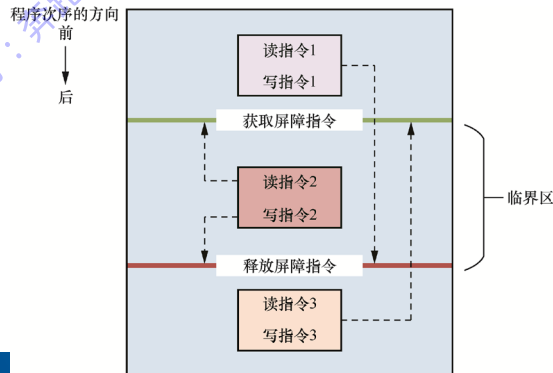 程序次序的方向
前
后
读指令1
写指令1
获取屏障指令
读指令2
写指令2
临界区
释放屏障指令
读指令3
写指令3